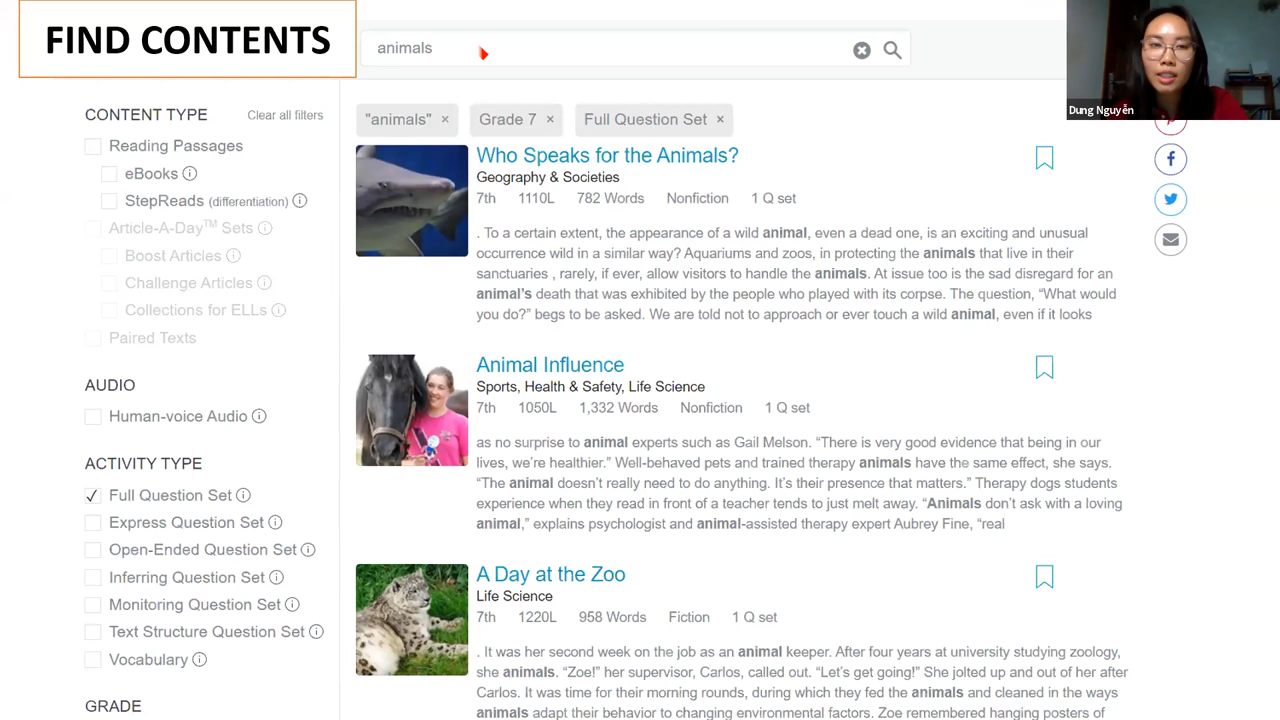 FIND CONTENTS
animals
Dung Nguyễn
CONTENT TYPE
Clear all filters
Reading Passages
eBooks
StepReads (differentiation)
Article-A-Day™ Sets
Boost Articles
Challenge Articles
Collections for ELLs
Paired Texts
AUDIO
Human-voice Audio
ACTIVITY TYPE
✓ Full Question Set
Express Question Set
Open-Ended Question Set
Inferring Question Set
Monitoring Question Set
Text Structure Question Set
Vocabulary
GRADE
"animals" × Grade 7 × Full Question Set ×
Who Speaks for the Animals?
Geography & Societies
7th 1110L 782 Words Nonfiction 1 Q set
. To a certain extent, the appearance of a wild animal, even a dead one, is an exciting and unusual
occurrence wild in a similar way? Aquariums and zoos, in protecting the animals that live in their
sanctuaries , rarely, if ever, allow visitors to handle the animals. At issue too is the sad disregard for an
animal's death that was exhibited by the people who played with its corpse. The question, “What would
you do?” begs to be asked. We are told not to approach or ever touch a wild animal, even if it looks
Animal Influence
Sports, Health & Safety, Life Science
7th 1050L 1,332 Words Nonfiction 1 Q set
as no surprise to animal experts such as Gail Melson. “There is very good evidence that being in our
lives, we’re healthier.” Well-behaved pets and trained therapy animals have the same effect, she says.
“The animal doesn’t really need to do anything. It’s their presence that matters.” Therapy dogs students
experience when they read in front of a teacher tends to just melt away. “Animals don’t ask with a loving
animal,” explains psychologist and animal-assisted therapy expert Aubrey Fine, “real
A Day at the Zoo
Life Science
7th 1220L 958 Words Fiction 1 Q set
. It was her second week on the job as an animal keeper. After four years at university studying zoology,
she animals. “Zoe!” her supervisor, Carlos, called out. “Let’s get going!” She jolted up and out of her after
Carlos. It was time for their morning rounds, during which they fed the animals and cleaned in the ways
animals adapt their behavior to changing environmental factors. Zoe remembered hanging posters of